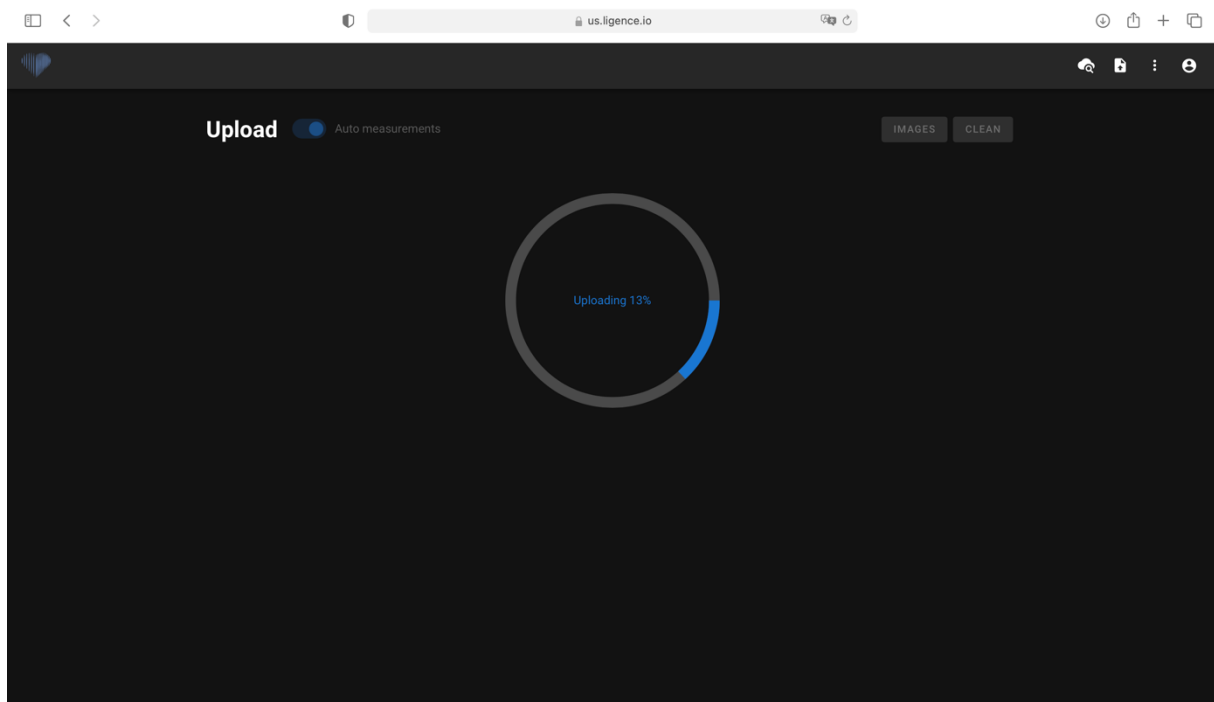 us.ligence.io
Upload
Auto measurements
IMAGES
CLEAN
Uploading 13%